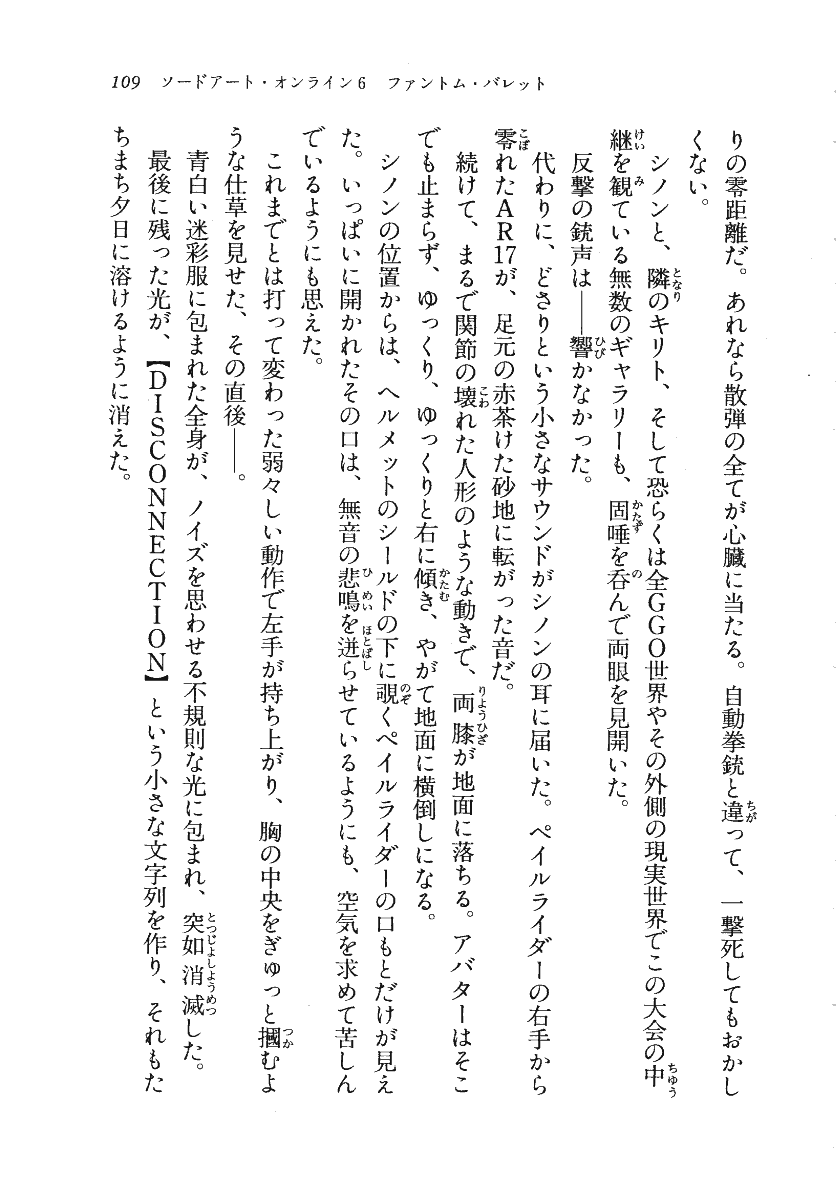 109　ソードアート・オンライン6　ファントム・バレット
りの零距離だ。あれなら散弾の全てが心臓に当たる。自動拳銃と違って、一撃死してもおかし
くない。
　シノンと、隣のキリト、そして恐らくは全GGO世界やその外側の現実世界でこの大会の中
継を観ている無数のギャラリーも、固唾を呑んで両眼を見開いた。
　反撃の銃声は――響かなかった。
　代わりに、どさりという小さなサウンドがシノンの耳に届いた。ペイルライダーの右手から
零れたAR17が、足元の赤茶けた砂地に転がった音だ。
　続けて、まるで関節の壊れた人形のような動きで、両膝が地面に落ちる。アバターはそこ
でも止まらず、ゆっくり、ゆっくりと右に傾き、やがて地面に横倒しになる。
　シノンの位置からは、ヘルメットのシールドの下に覗くペイルライダーの口もとだけが見え
た。いっぱいに開かれたその口は、無音の悲鳴を迸らせているようにも、空気を求めて苦しん
でいるようにも思えた。
　これまでとは打って変わった弱々しい動作で左手が持ち上がり、胸の中央をぎゅっと摑むよ
うな仕草を見せた、その直後――。
　青白い迷彩服に包まれた全身が、ノイズを思わせる不規則な光に包まれ、突如消滅した。
　最後に残った光が、【DISCONNECTION】という小さな文字列を作り、それもた
ちまち夕日に溶けるように消えた。